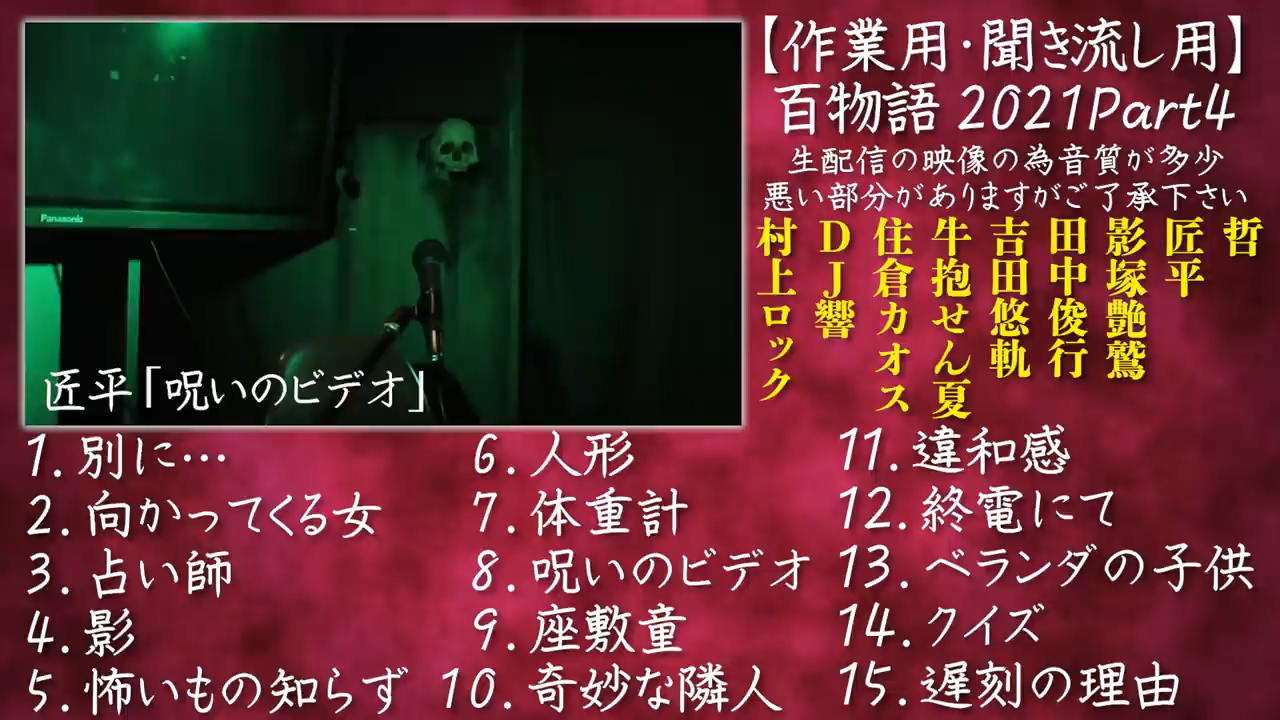 【作業用・聞き流し用】
百物語 2021Part4
生配信の映像の為音質が多少
悪い部分がありますがご了承下さい
哲
匠平
影塚艶鷲
田中俊行
吉田悠軌
牛抱せん夏
住倉カオス
DJ響
村上ロック
Panasonic
匠平「呪いのビデオ」
1. 別に…
2. 向かってくる女
3. 占い師
4. 影
5. 怖いもの知らず
6. 人形
7. 体重計
8. 呪いのビデオ
9. 座敷童
10. 奇妙な隣人
11. 違和感
12. 終電にて
13. ベランダの子供
14. クイズ
15. 遅刻の理由